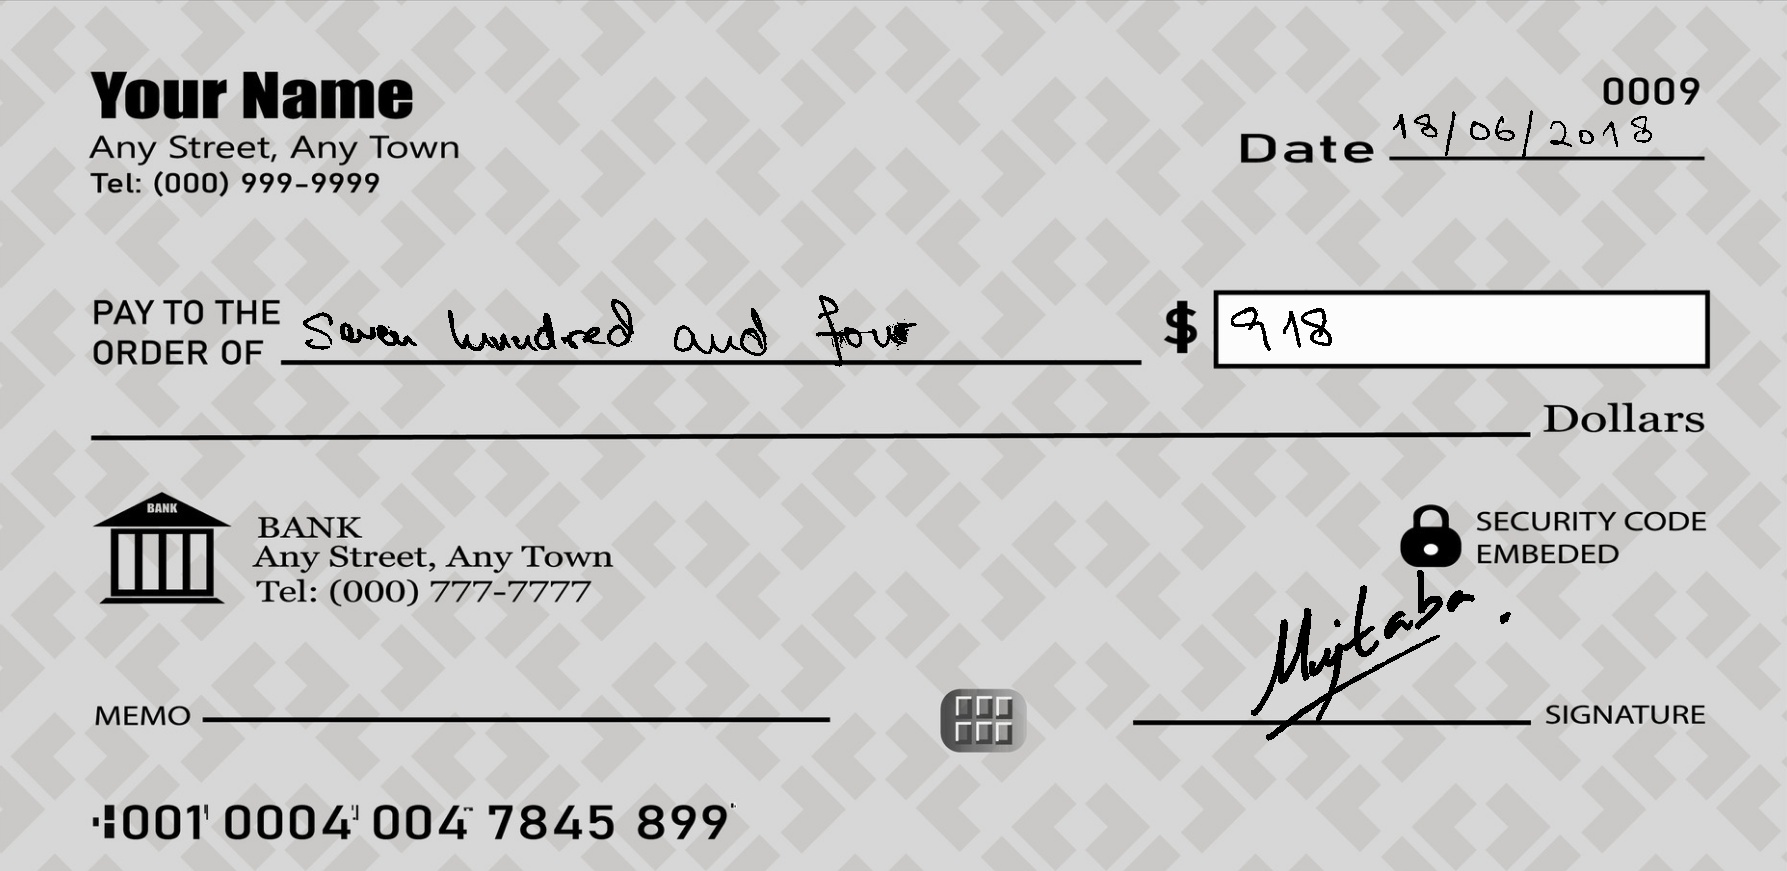 Your Name
Any Street, Any Town
Tel: (000) 999-9999
0009
Date 18/06/2018
PAY TO THE
ORDER OF Seven hundred and four $ 918
Dollars
BANK
BANK
Any Street, Any Town
Tel: (000) 777-7777
SECURITY CODE
EMBEDED
Mujtaba.
MEMO
SIGNATURE
001 0004 004 7845 899